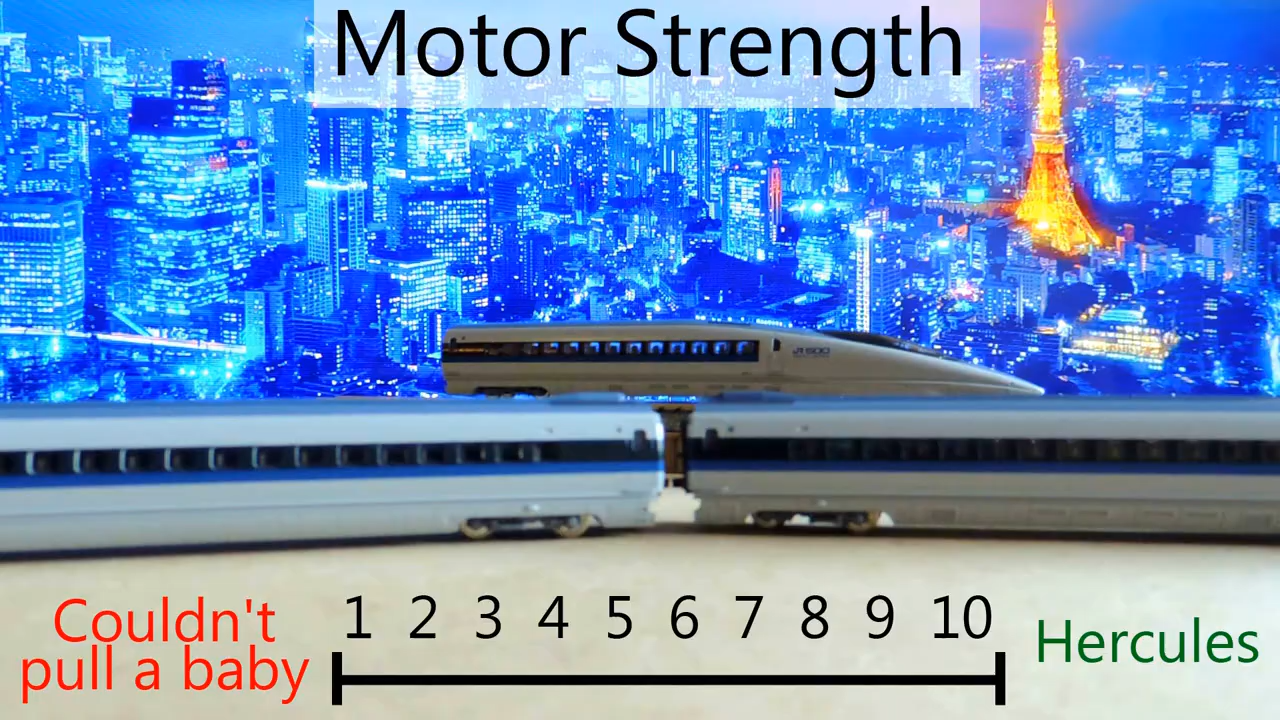 Motor Strength
JR500
Couldn't
pull a baby
1 2 3 4 5 6 7 8 9 10
Hercules